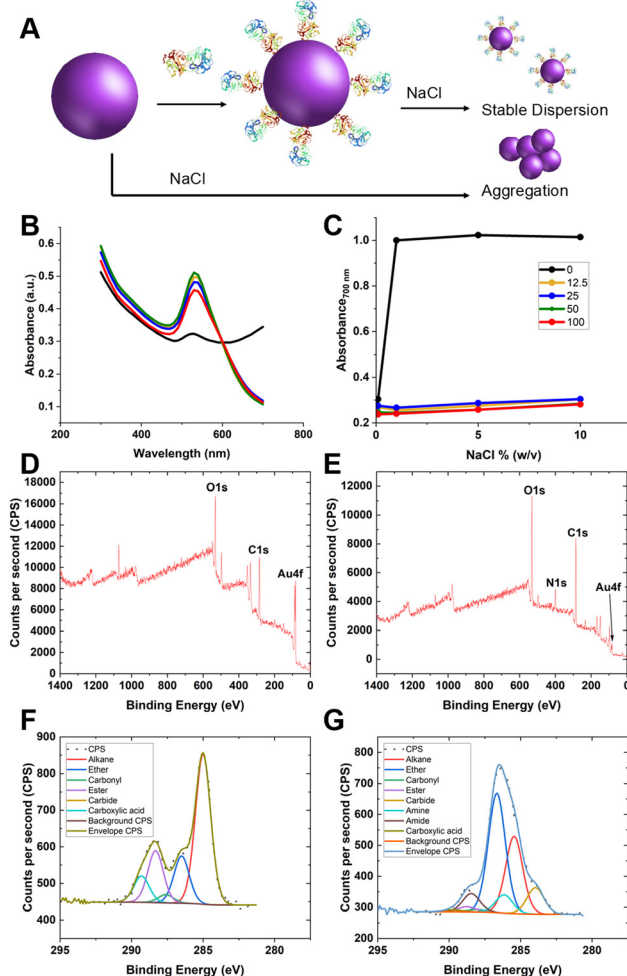 A
NaCl
Stable Dispersion
NaCl
Aggregation
B
Absorbance (a.u.)
0.6
0.5
0.4
0.3
0.2
0.1
200
400
600
800
Wavelength (nm)
C
Absorbance700 nm
1.0
0.8
0.6
0.4
0.2
0
5
10
NaCl % (w/v)
0
12.5
25
50
100
D
Counts per second (CPS)
18000
16000
14000
12000
10000
8000
6000
4000
2000
0
O1s
C1s
Au4f
1400 1200 1000 800 600 400 200 0
Binding Energy (eV)
E
Counts per second (CPS)
12000
10000
8000
6000
4000
2000
0
O1s
C1s
N1s
Au4f
1400 1200 1000 800 600 400 200 0
Binding Energy (eV)
F
Counts per second (CPS)
900
800
700
600
500
400
CPS
Alkane
Ether
Carbonyl
Ester
Carbide
Carboxylic acid
Background CPS
Envelope CPS
295 290 285 280
Binding Energy (eV)
G
Counts per second (CPS)
800
700
600
500
400
300
200
CPS
Alkane
Ether
Carbonyl
Ester
Carbide
Amine
Amide
Carboxylic acid
Background CPS
Envelope CPS
295 290 285 280
Binding Energy (eV)